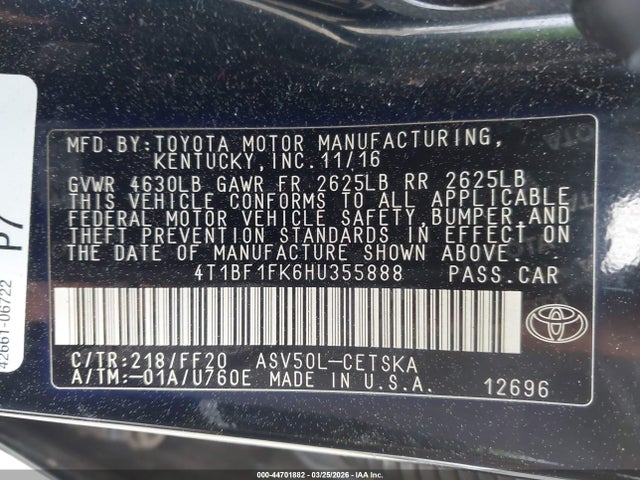 MFD.BY:TOYOTA MOTOR MANUFACTURING,
KENTUCKY,INC.11/16
GVWR 4630LB GAWR FR 2625LB RR 2625LB
THIS VEHICLE CONFORMS TO ALL APPLICABLE
FEDERAL MOTOR VEHICLE SAFETY,BUMPER,AND
THEFT PREVENTION STANDARDS IN EFFECT ON
THE DATE OF MANUFACTURE SHOWN ABOVE.
4T1BF1FK6HU355888 PASS.CAR
C/TR:218/FF20 ASV50L-CETSKA
A/TM:-01A/U760E MADE IN U.S.A.
12696
TOYOTA
P7
42661-06722
000-44701882 - 03/25/2026 - IAAI.CA